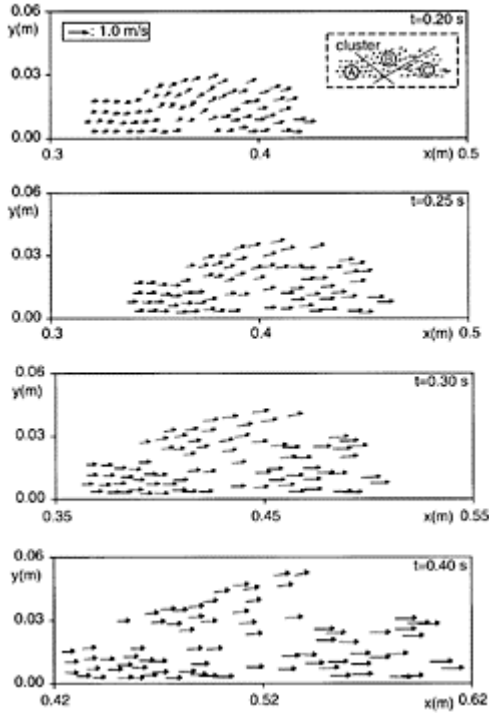 0.06
y(m)
: 1.0 m/s
t=0.20 s
cluster
A
B
C
0.03
0.00
0.3
0.4
x(m)
0.5
0.06
y(m)
t=0.25 s
0.03
0.00
0.3
0.4
x(m)
0.5
0.06
y(m)
t=0.30 s
0.03
0.00
0.35
0.45
x(m)
0.55
0.06
y(m)
t=0.40 s
0.03
0.00
0.42
0.52
x(m)
0.62